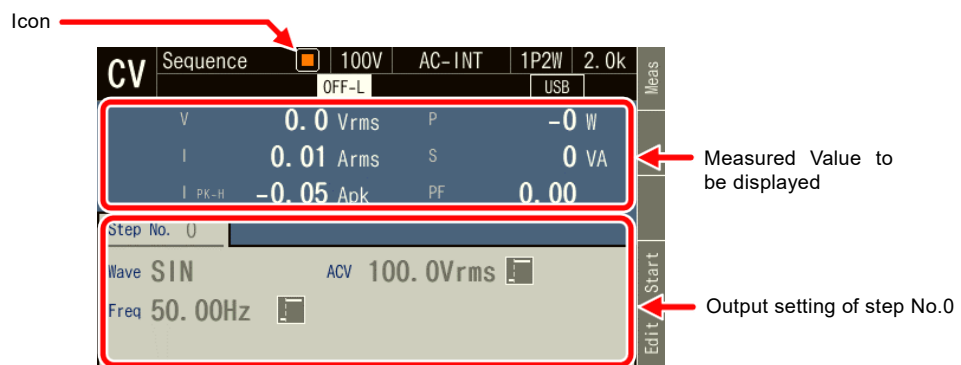 Icon
CV Sequence 100V AC-INT 1P2W 2.0k
OFF-L USB
Meas
V 0.0 Vrms P -0 W
I 0.01 Arms S 0 VA
I PK-H -0.05 Apk PF 0.00
Measured Value to
be displayed
Step No. 0
Wave SIN ACV 100.0Vrms
Freq 50.00Hz
Start
Edit
Output setting of step No.0